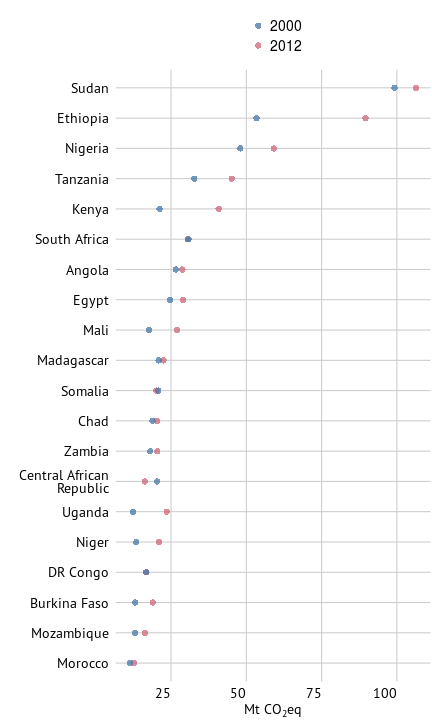 2000
2012
Sudan
Ethiopia
Nigeria
Tanzania
Kenya
South Africa
Angola
Egypt
Mali
Madagascar
Somalia
Chad
Zambia
Central African
Republic
Uganda
Niger
DR Congo
Burkina Faso
Mozambique
Morocco
25 50 75 100
Mt CO₂eq